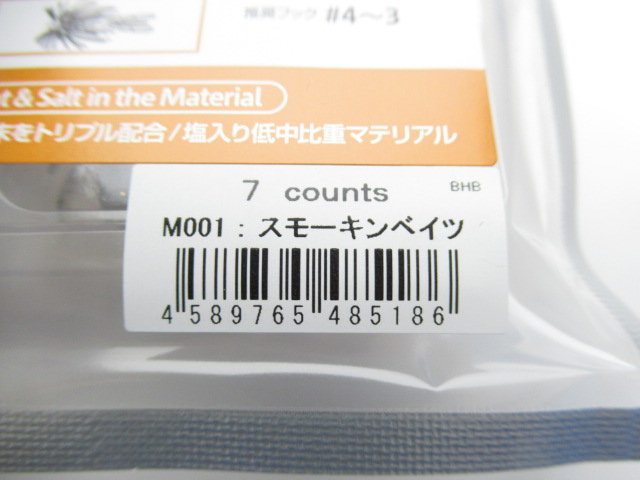 推奨フック #4～3
t & Salt in the Material
末をトリプル配合/塩入り低中比重マテリアル
7 counts BHB
M001：スモーキンベイツ
4 589765 485186